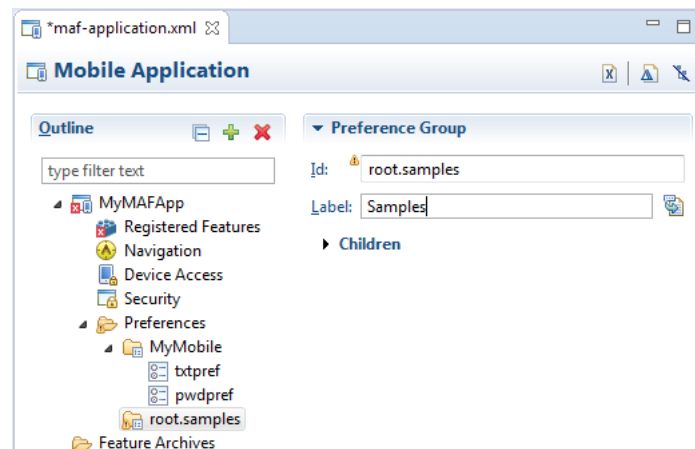 *maf-application.xml
Mobile Application
Outline
type filter text
MyMAFApp
Registered Features
Navigation
Device Access
Security
Preferences
MyMobile
txtpref
pwdpref
root.samples
Feature Archives
Preference Group
Id: root.samples
Label: Samples
Children